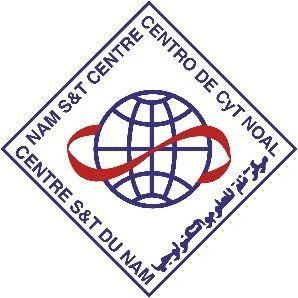 NAM S&T CENTRE
CENTRO DE CyT NOAL
CENTRE S&T DU NAM